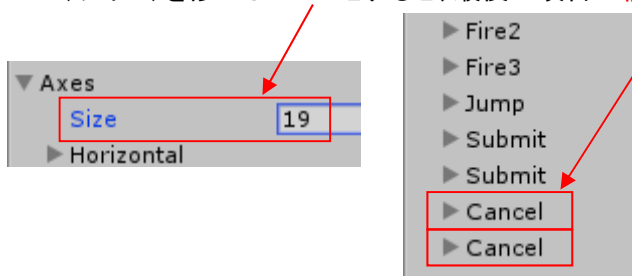 Axes
Size 19
Horizontal
Fire2
Fire3
Jump
Submit
Submit
Cancel
Cancel